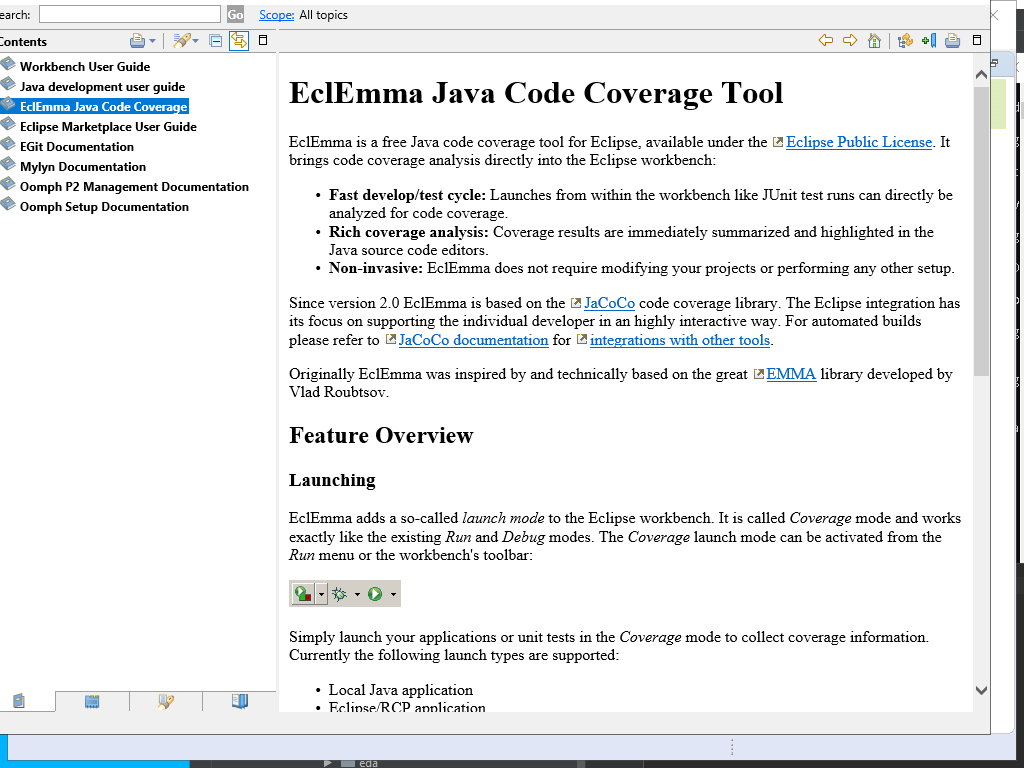 earch:
Go
Scope: All topics
Contents
Workbench User Guide
Java development user guide
EclEmma Java Code Coverage
Eclipse Marketplace User Guide
EGit Documentation
Mylyn Documentation
Oomph P2 Management Documentation
Oomph Setup Documentation
EclEmma Java Code Coverage Tool
EclEmma is a free Java code coverage tool for Eclipse, available under the Eclipse Public License. It
brings code coverage analysis directly into the Eclipse workbench:
• Fast develop/test cycle: Launches from within the workbench like JUnit test runs can directly be
analyzed for code coverage.
• Rich coverage analysis: Coverage results are immediately summarized and highlighted in the
Java source code editors.
• Non-invasive: EclEmma does not require modifying your projects or performing any other setup.
Since version 2.0 EclEmma is based on the JaCoCo code coverage library. The Eclipse integration has
its focus on supporting the individual developer in an highly interactive way. For automated builds
please refer to JaCoCo documentation for integrations with other tools.
Originally EclEmma was inspired by and technically based on the great EMMA library developed by
Vlad Roubtsov.
Feature Overview
Launching
EclEmma adds a so-called launch mode to the Eclipse workbench. It is called Coverage mode and works
exactly like the existing Run and Debug modes. The Coverage launch mode can be activated from the
Run menu or the workbench's toolbar:
Simply launch your applications or unit tests in the Coverage mode to collect coverage information.
Currently the following launch types are supported:
• Local Java application
• Eclipse/RCP application
eda